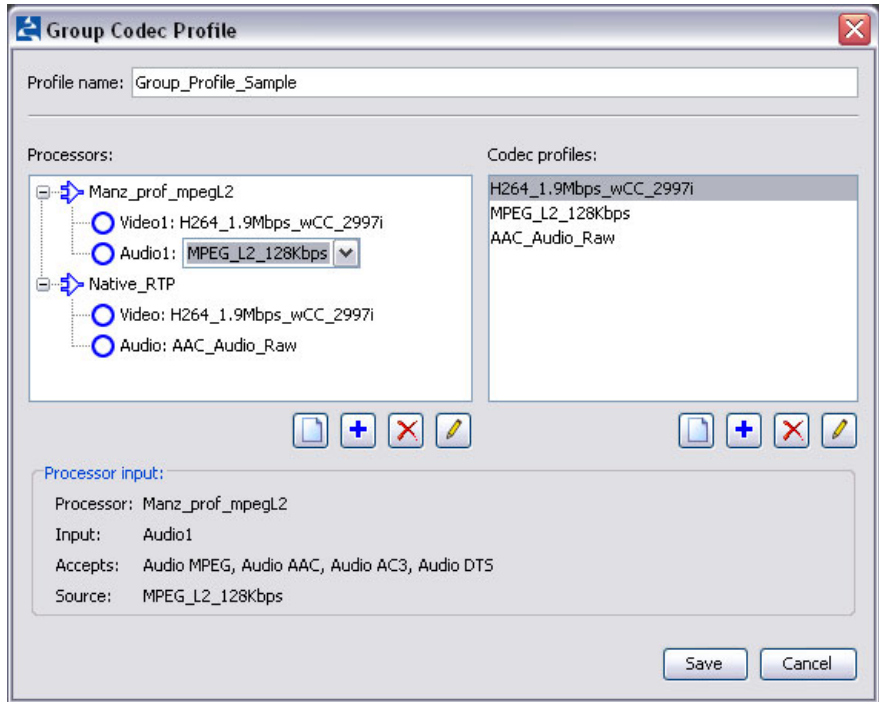 Group Codec Profile
Profile name: Group_Profile_Sample
Processors:
Manz_prof_mpegL2
Video1: H264_1.9Mbps_wCC_2997i
Audio1: MPEG_L2_128Kbps
Native_RTP
Video: H264_1.9Mbps_wCC_2997i
Audio: AAC_Audio_Raw
Codec profiles:
H264_1.9Mbps_wCC_2997i
MPEG_L2_128Kbps
AAC_Audio_Raw
Processor input:
Processor: Manz_prof_mpegL2
Input: Audio1
Accepts: Audio MPEG, Audio AAC, Audio AC3, Audio DTS
Source: MPEG_L2_128Kbps
Save Cancel